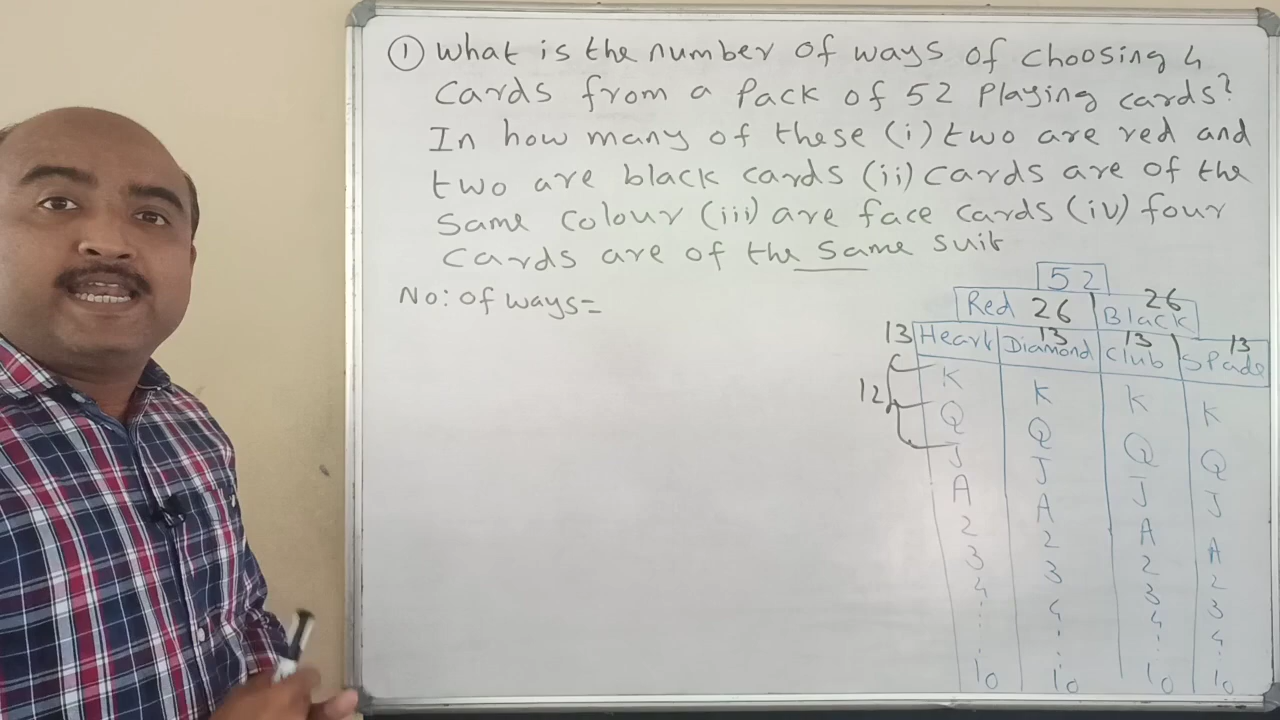 ① What is the number of ways of choosing 4
cards from a Pack of 52 Playing cards?
In how many of these (i) two are red and
two are black cards (ii) cards are of the
same colour (iii) are face cards (iv) four
cards are of the same suit
No: of ways=
52
Red 26 Black 26
13 Heart Diamond 13 Club 13 Spade 13
12 K K K K
Q Q Q Q
J J J J
A A A A
2 2 2 2
3 3 3 3
4 4 4 4
10 10 10 10